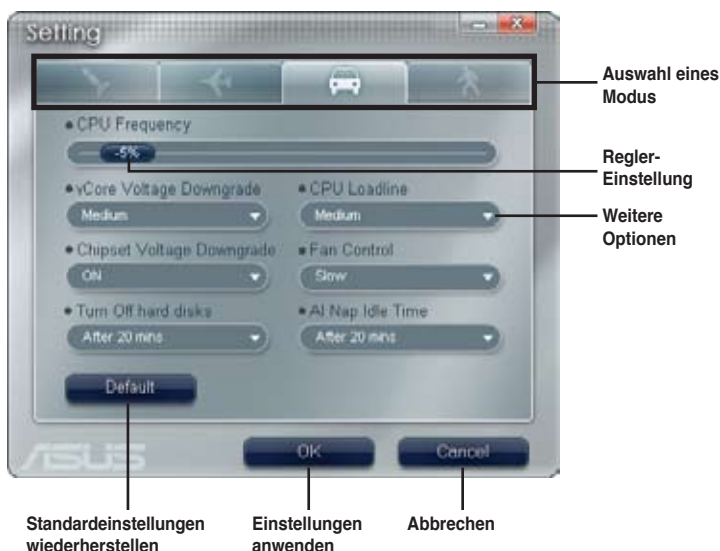 Setting
Auswahl eines
Modus
CPU Frequency
-5%
Regler-
Einstellung
vCore Voltage Downgrade
CPU Loadline
Medium
Medium
Weitere
Optionen
Chipset Voltage Downgrade
Fan Control
ON
Slow
Turn Off hard disks
AI Nap Idle Time
After 20 mins
After 20 mins
Default
ASUS
OK
Cancel
Standardeinstellungen
wiederherstellen
Einstellungen
anwenden
Abbrechen